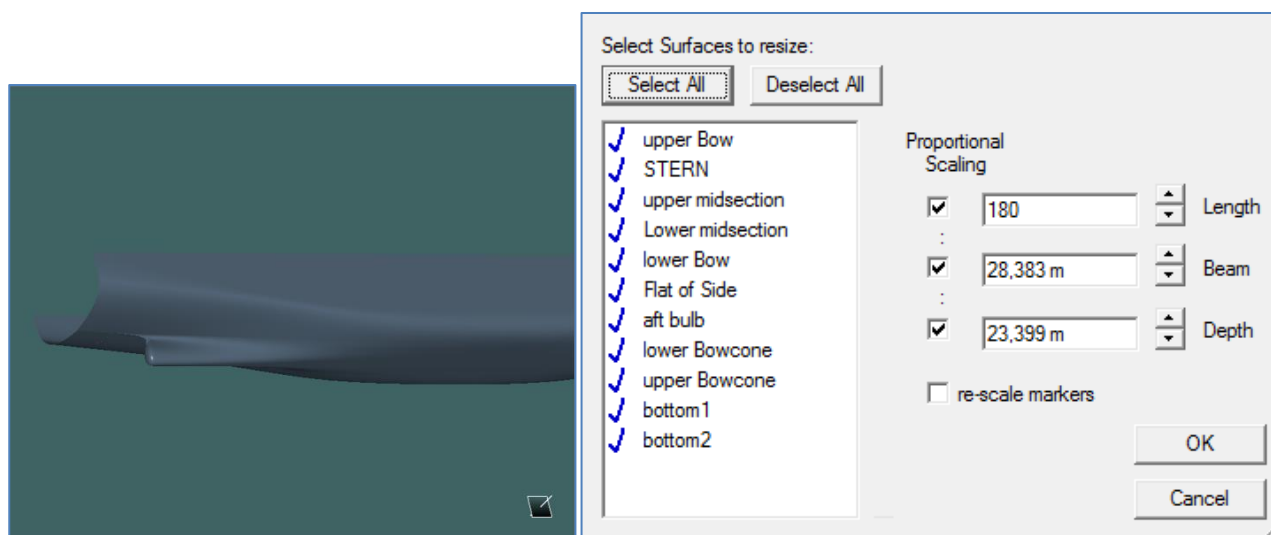 Select Surfaces to resize:
Select All Deselect All
upper Bow
STERN
upper midsection
Lower midsection
lower Bow
Flat of Side
aft bulb
lower Bowcone
upper Bowcone
bottom1
bottom2
Proportional
Scaling
180 Length
:
28,383 m Beam
:
23,399 m Depth
re-scale markers
OK
Cancel